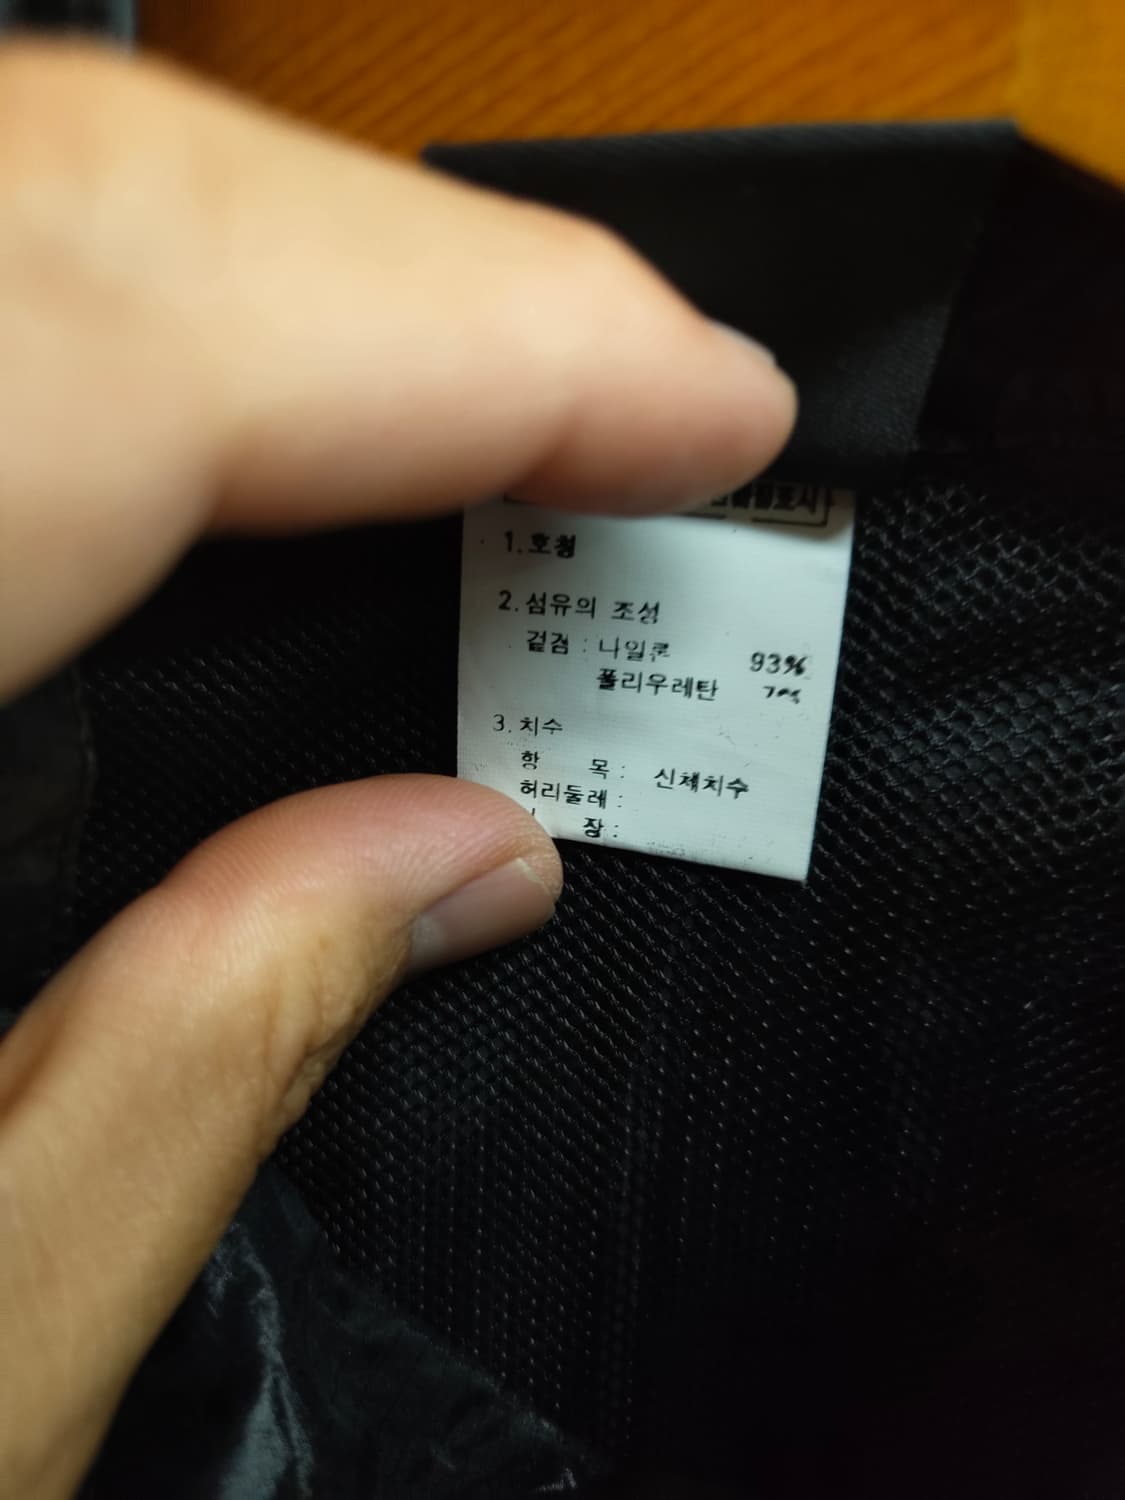 1. 호칭
2. 섬유의 조성
겉감 : 나일론 93%
폴리우레탄 7%
3. 치수
항 목 : 신체치수
허리둘레 :
장 :